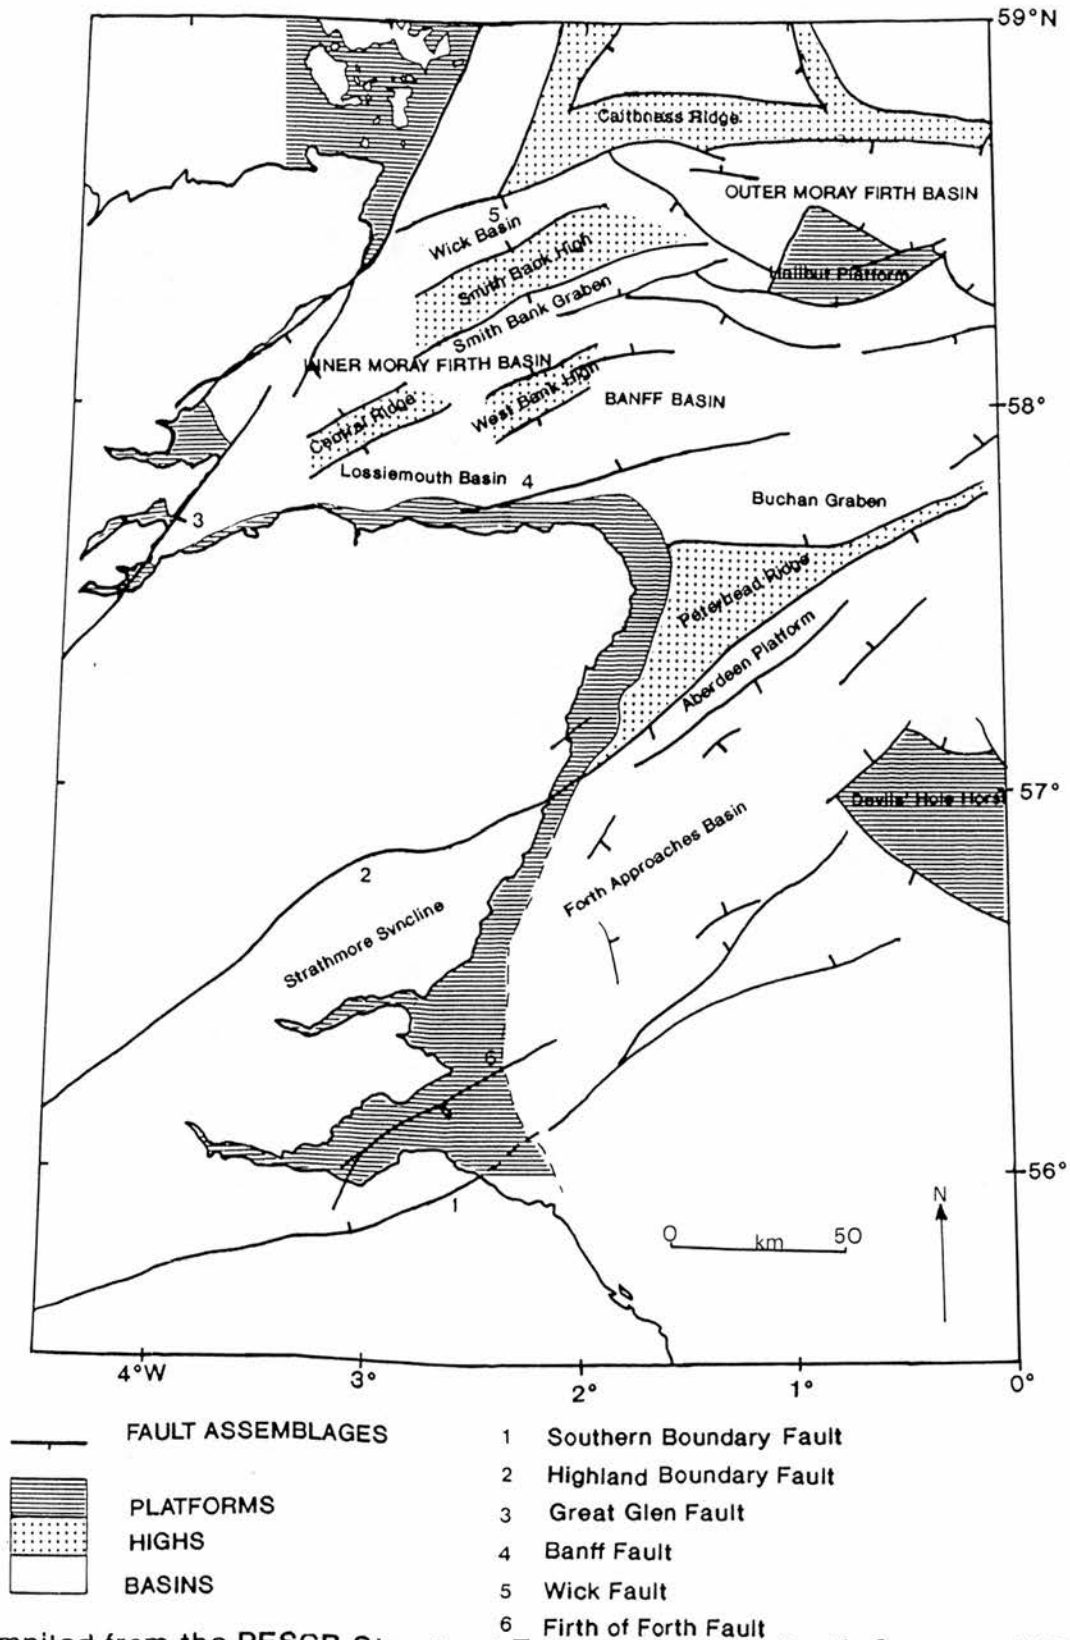 59°N
Caithness Ridge
OUTER MORAY FIRTH BASIN
5
Wick Basin
Smith Bank High
Halibut Platform
Smith Bank Graben
INNER MORAY FIRTH BASIN
West Bank High
BANFF BASIN
58°
Central Ridge
Lossiemouth Basin 4
Buchan Graben
3
Peterhead Ridge
Aberdeen Platform
57°
Devils' Hole Horst
Forth Approaches Basin
2
Strathmore Syncline
6
56°
1
N
0 km 50
4°W 3° 2° 1° 0°
FAULT ASSEMBLAGES
PLATFORMS
HIGHS
BASINS
1 Southern Boundary Fault
2 Highland Boundary Fault
3 Great Glen Fault
4 Banff Fault
5 Wick Fault
6 Firth of Forth Fault
from the